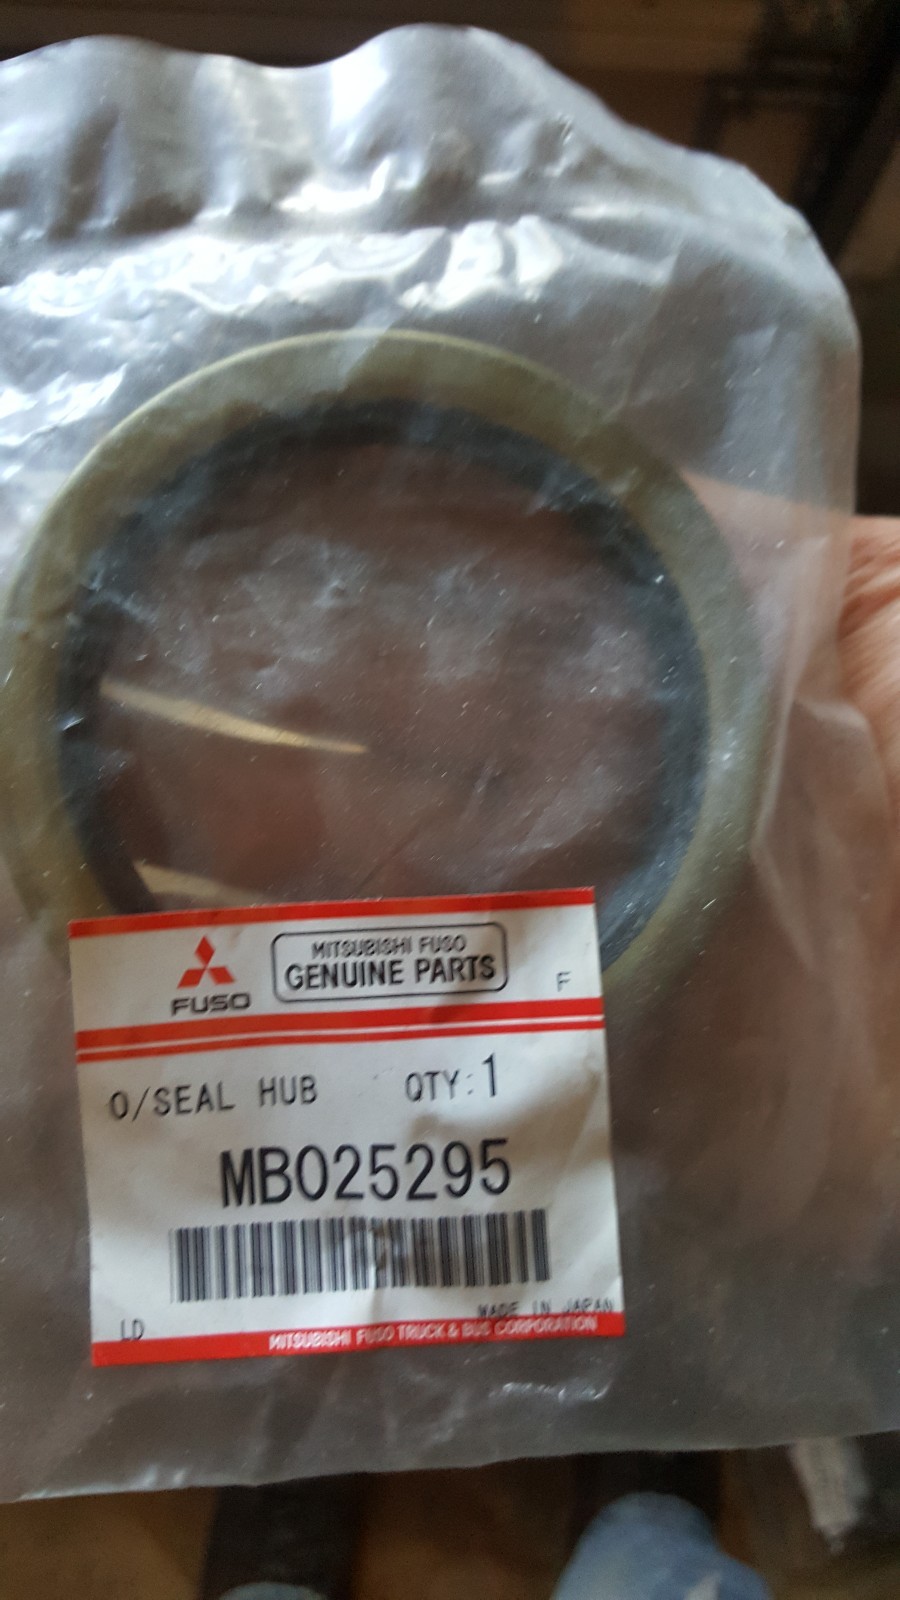 MITSUBISHI FUSO
GENUINE PARTS
FUSO
F
O/SEAL HUB QTY:1
MB025295
MADE IN JAPAN
LD
MITSUBISHI FUSO TRUCK & BUS CORPORATION